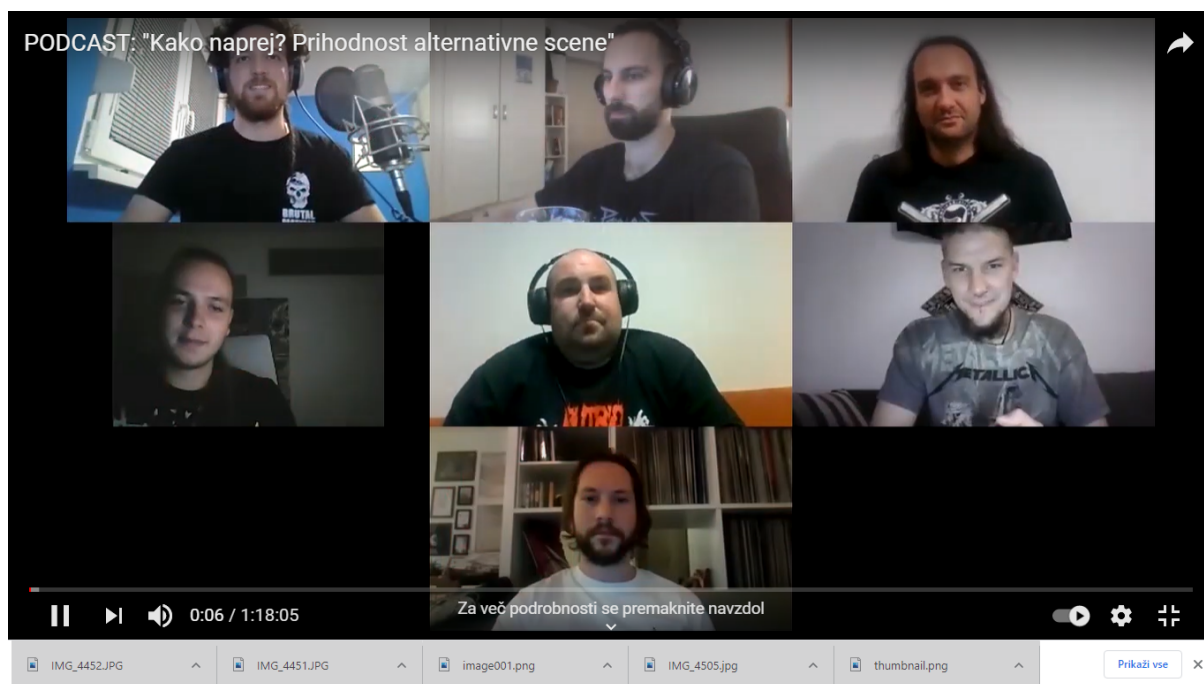 PODCAST: "Kako naprej? Prihodnost alternativne scene"
BRUTAL
METALLICA
Za več podrobnosti se premaknite navzdol
0:06 / 1:18:05
IMG_4452.JPG
IMG_4451.JPG
image001.png
IMG_4505.jpg
thumbnail.png
Prikaži vse